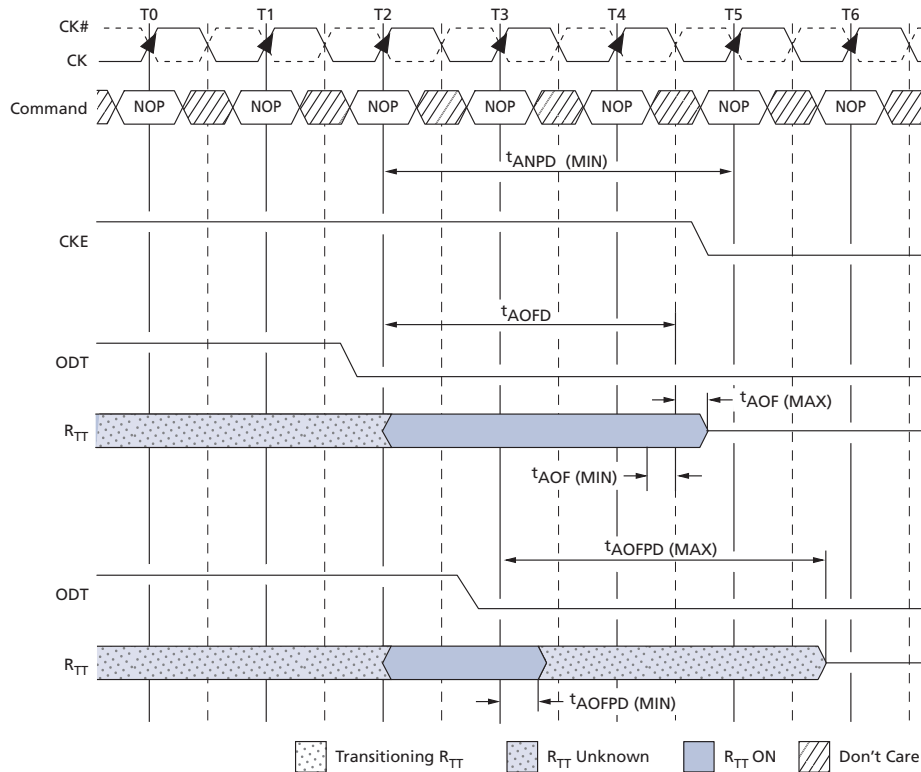 T0 T1 T2 T3 T4 T5 T6
CK#
CK
Command NOP NOP NOP NOP NOP NOP NOP
tANPD (MIN)
CKE
tAOFD
ODT
tAOF (MAX)
RTT
tAOF (MIN)
tAOFPD (MAX)
ODT
RTT
tAOFPD (MIN)
Transitioning RTT RTT Unknown RTT ON Don't Care